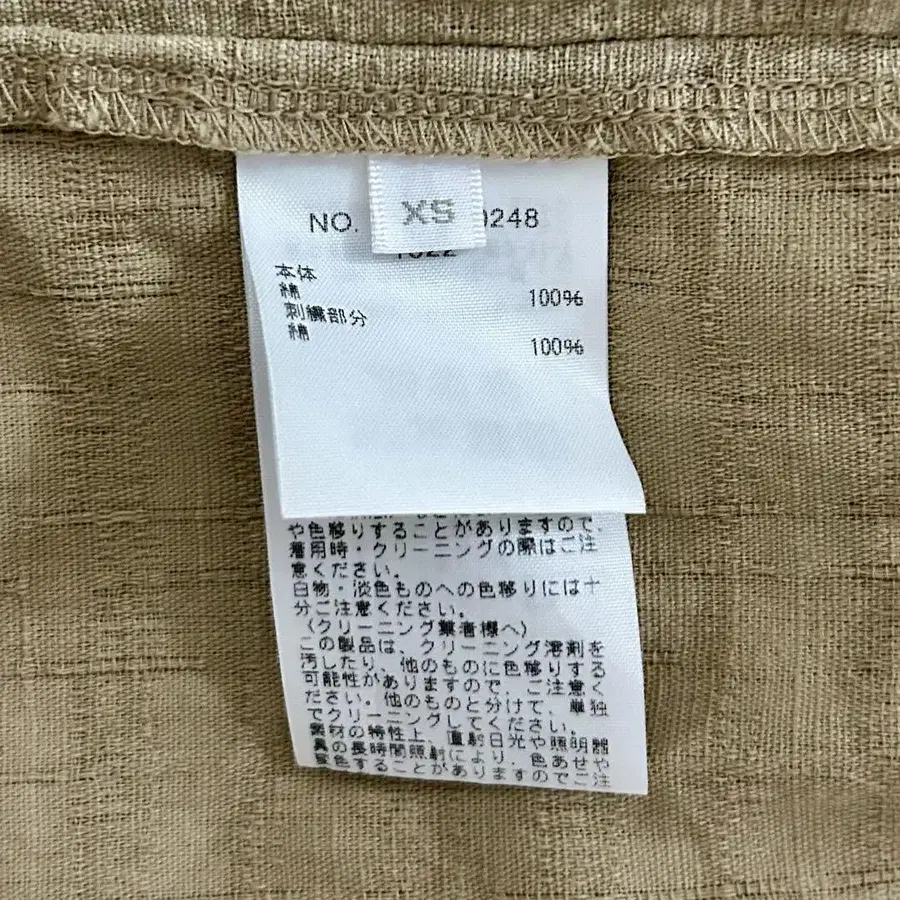 XS
NO. 0248
1022
本体
綿 100%
刺繍部分
綿 100%
や色移りすることがありますので、
着用時・クリーニングの際はご注
意ください。
白物・淡色ものへの色移りには十
分ご注意ください。
(クリーニング業者様へ)
この製品は、クリーニング溶剤を
汚したり、他のものに色移りする
可能性がありますので、ご注意く
ださい。他のものと分けて、単独
でクリーニングしてください。
素材の特性上、直射日光や照明器
具の長時間照射により、色あせや
変色することがありますのでご注